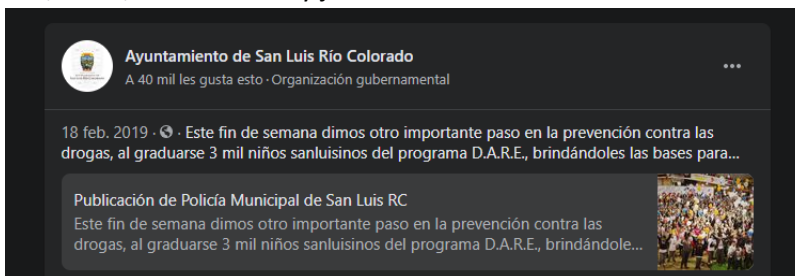 Ayuntamiento de San Luis Río Colorado
A 40 mil les gusta esto · Organización gubernamental
18 feb. 2019 · · Este fin de semana dimos otro importante paso en la prevención contra las
drogas, al graduarse 3 mil niños sanluisinos del programa D.A.R.E., brindándoles las bases para...
Publicación de Policía Municipal de San Luis RC
Este fin de semana dimos otro importante paso en la prevención contra las
drogas, al graduarse 3 mil niños sanluisinos del programa D.A.R.E., brindándole...